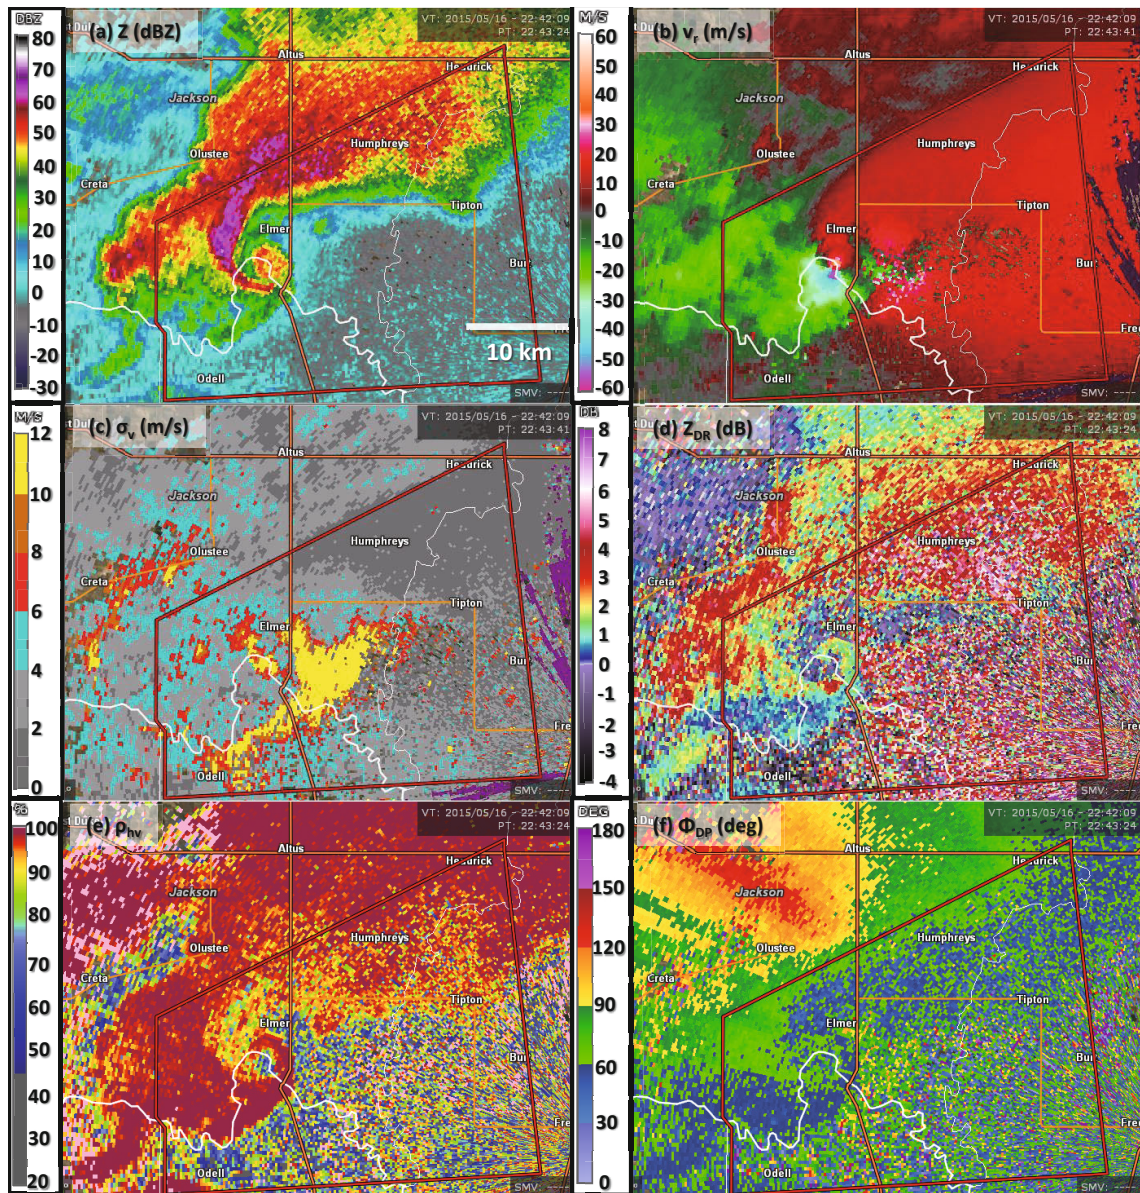 DBZ
80
70
60
50
40
30
20
10
0
-10
-20
-30
(a) Z (dBZ)
VT: 2015/05/16 - 22:42:09
PT: 22:43:24
Altus
Jackson
Humphreys
Olustee
Creta
Tipton
Elmer
10 km
Odell
SMV: ----
M/S
60
50
40
30
20
10
0
-10
-20
-30
-40
-50
-60
(b) vr (m/s)
VT: 2015/05/16 - 22:42:09
PT: 22:43:41
Altus
Jackson
Humphreys
Olustee
Creta
Tipton
Elmer
Odell
SMV: ----
M/S
12
10
8
6
4
2
0
(c) σv (m/s)
VT: 2015/05/16 - 22:42:09
PT: 22:43:41
Altus
Jackson
Humphreys
Olustee
Creta
Tipton
Elmer
Odell
SMV: ----
DB
8
7
6
5
4
3
2
1
0
-1
-2
-3
-4
(d) ZDR (dB)
VT: 2015/05/16 - 22:42:09
PT: 22:43:24
Altus
Jackson
Humphreys
Olustee
Creta
Tipton
Elmer
Odell
SMV: ----
%
100
90
80
70
60
50
40
30
20
(e) ρhv
VT: 2015/05/16 - 22:42:09
PT: 22:43:24
Altus
Jackson
Humphreys
Olustee
Creta
Tipton
Elmer
Odell
SMV: ----
DEG
180
150
120
90
60
30
0
(f) ΦDP (deg)
VT: 2015/05/16 - 22:42:09
PT: 22:43:24
Altus
Jackson
Humphreys
Olustee
Creta
Tipton
Elmer
Odell
SMV: ----